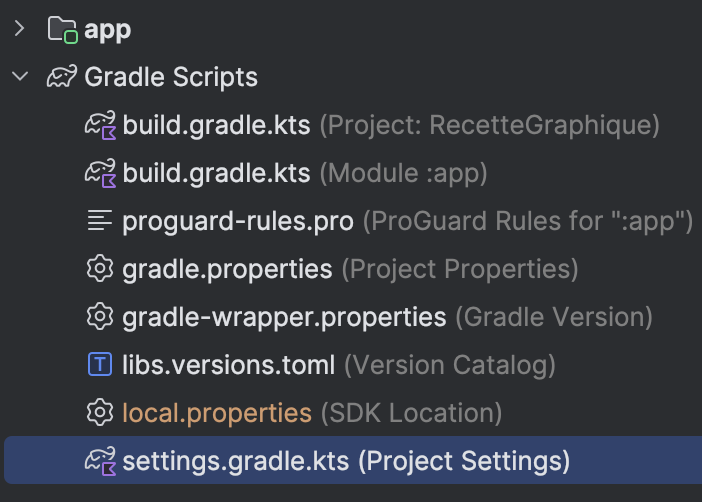 app
Gradle Scripts
build.gradle.kts (Project: RecetteGraphique)
build.gradle.kts (Module :app)
proguard-rules.pro (ProGuard Rules for ":app")
gradle.properties (Project Properties)
gradle-wrapper.properties (Gradle Version)
libs.versions.toml (Version Catalog)
local.properties (SDK Location)
settings.gradle.kts (Project Settings)